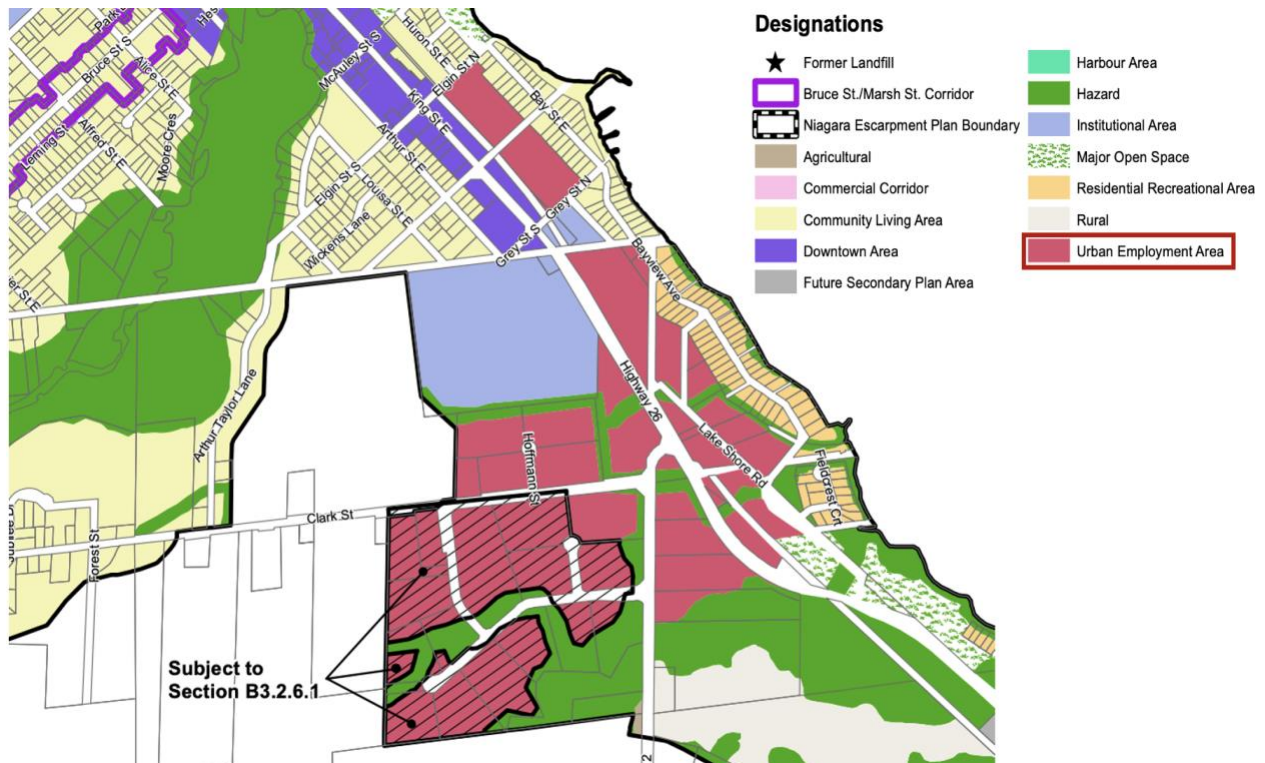 Designations
Former Landfill
Bruce St./Marsh St. Corridor
Niagara Escarpment Plan Boundary
Agricultural
Commercial Corridor
Community Living Area
Downtown Area
Future Secondary Plan Area
Harbour Area
Hazard
Institutional Area
Major Open Space
Residential Recreational Area
Rural
Urban Employment Area
Bruce St S
Alice St E
Leming St
Alfred St E
Moore Cres
McAuley St S
Huron St E
Elgin St N
King St E
Bay St E
Arthur St E
Elgin St S
Louisa St E
Wickens Lane
Grey St S
Grey St N
Bayview Ave
Arthur Taylor Lane
Highway 26
Lake Shore Rd
Fieldcrest Crt
Hoffmann St
Clark St
Forest St
Subject to
Section B3.2.6.1
2